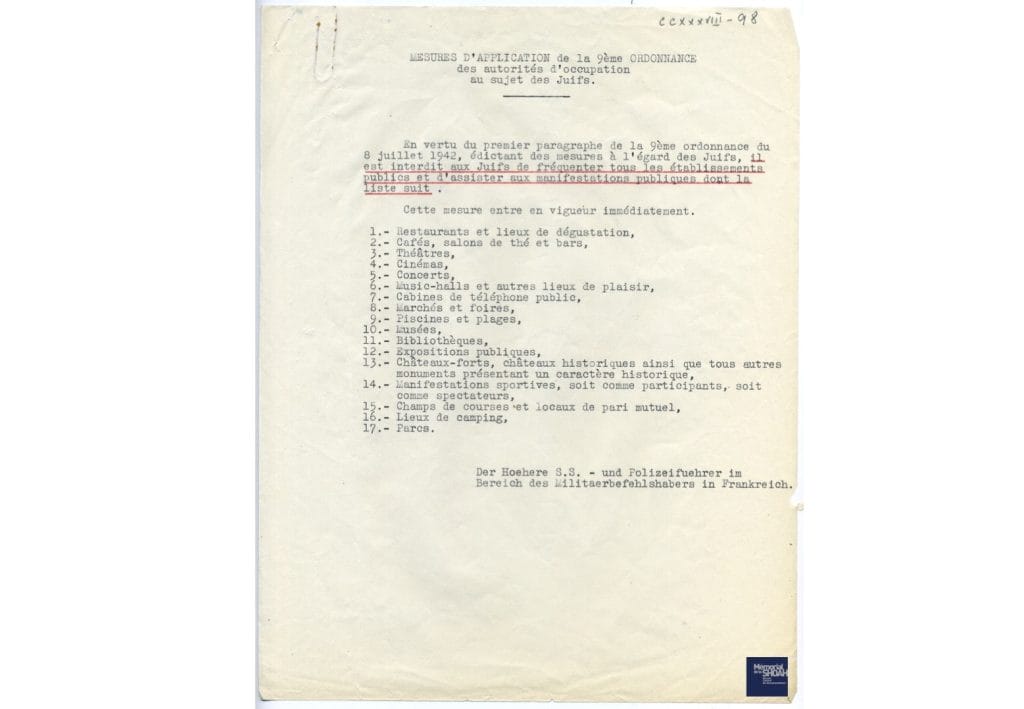 CCXXXVIII - 98
MESURES D'APPLICATION de la 9ème ORDONNANCE
des autorités d'occupation
au sujet des Juifs.
En vertu du premier paragraphe de la 9ème ordonnance du
8 juillet 1942, édictant des mesures à l'égard des Juifs, il
est interdit aux Juifs de fréquenter tous les établissements
publics et d'assister aux manifestations publiques dont la
liste suit .
Cette mesure entre en vigueur immédiatement.
1.- Restaurants et lieux de dégustation,
2.- Cafés, salons de thé et bars,
3.- Théâtres,
4.- Cinémas,
5.- Concerts,
6.- Music-halls et autres lieux de plaisir,
7.- Cabines de téléphone public,
8.- Marchés et foires,
9.- Piscines et plages,
10.- Musées,
11.- Bibliothèques,
12.- Expositions publiques,
13.- Châteaux-forts, châteaux historiques ainsi que tous autres
monuments présentant un caractère historique,
14.- Manifestations sportives, soit comme participants, soit
comme spectateurs,
15.- Champs de courses et locaux de pari mutuel,
16.- Lieux de camping,
17.- Parcs.
Der Hoehere S.S. - und Polizeifuehrer im
Bereich des Militaerbefehlshabers in Frankreich.
Mémorial
de la SHOAH